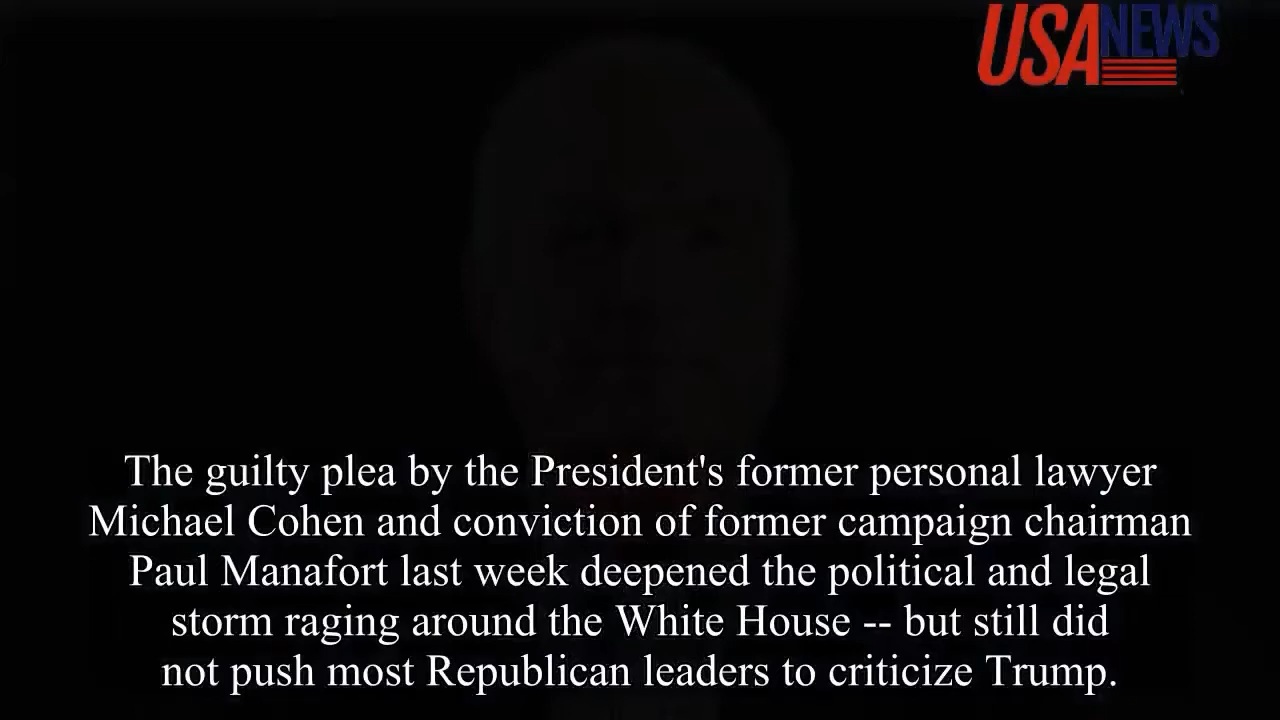 USA NEWS
The guilty plea by the President's former personal lawyer
Michael Cohen and conviction of former campaign chairman
Paul Manafort last week deepened the political and legal
storm raging around the White House -- but still did
not push most Republican leaders to criticize Trump.